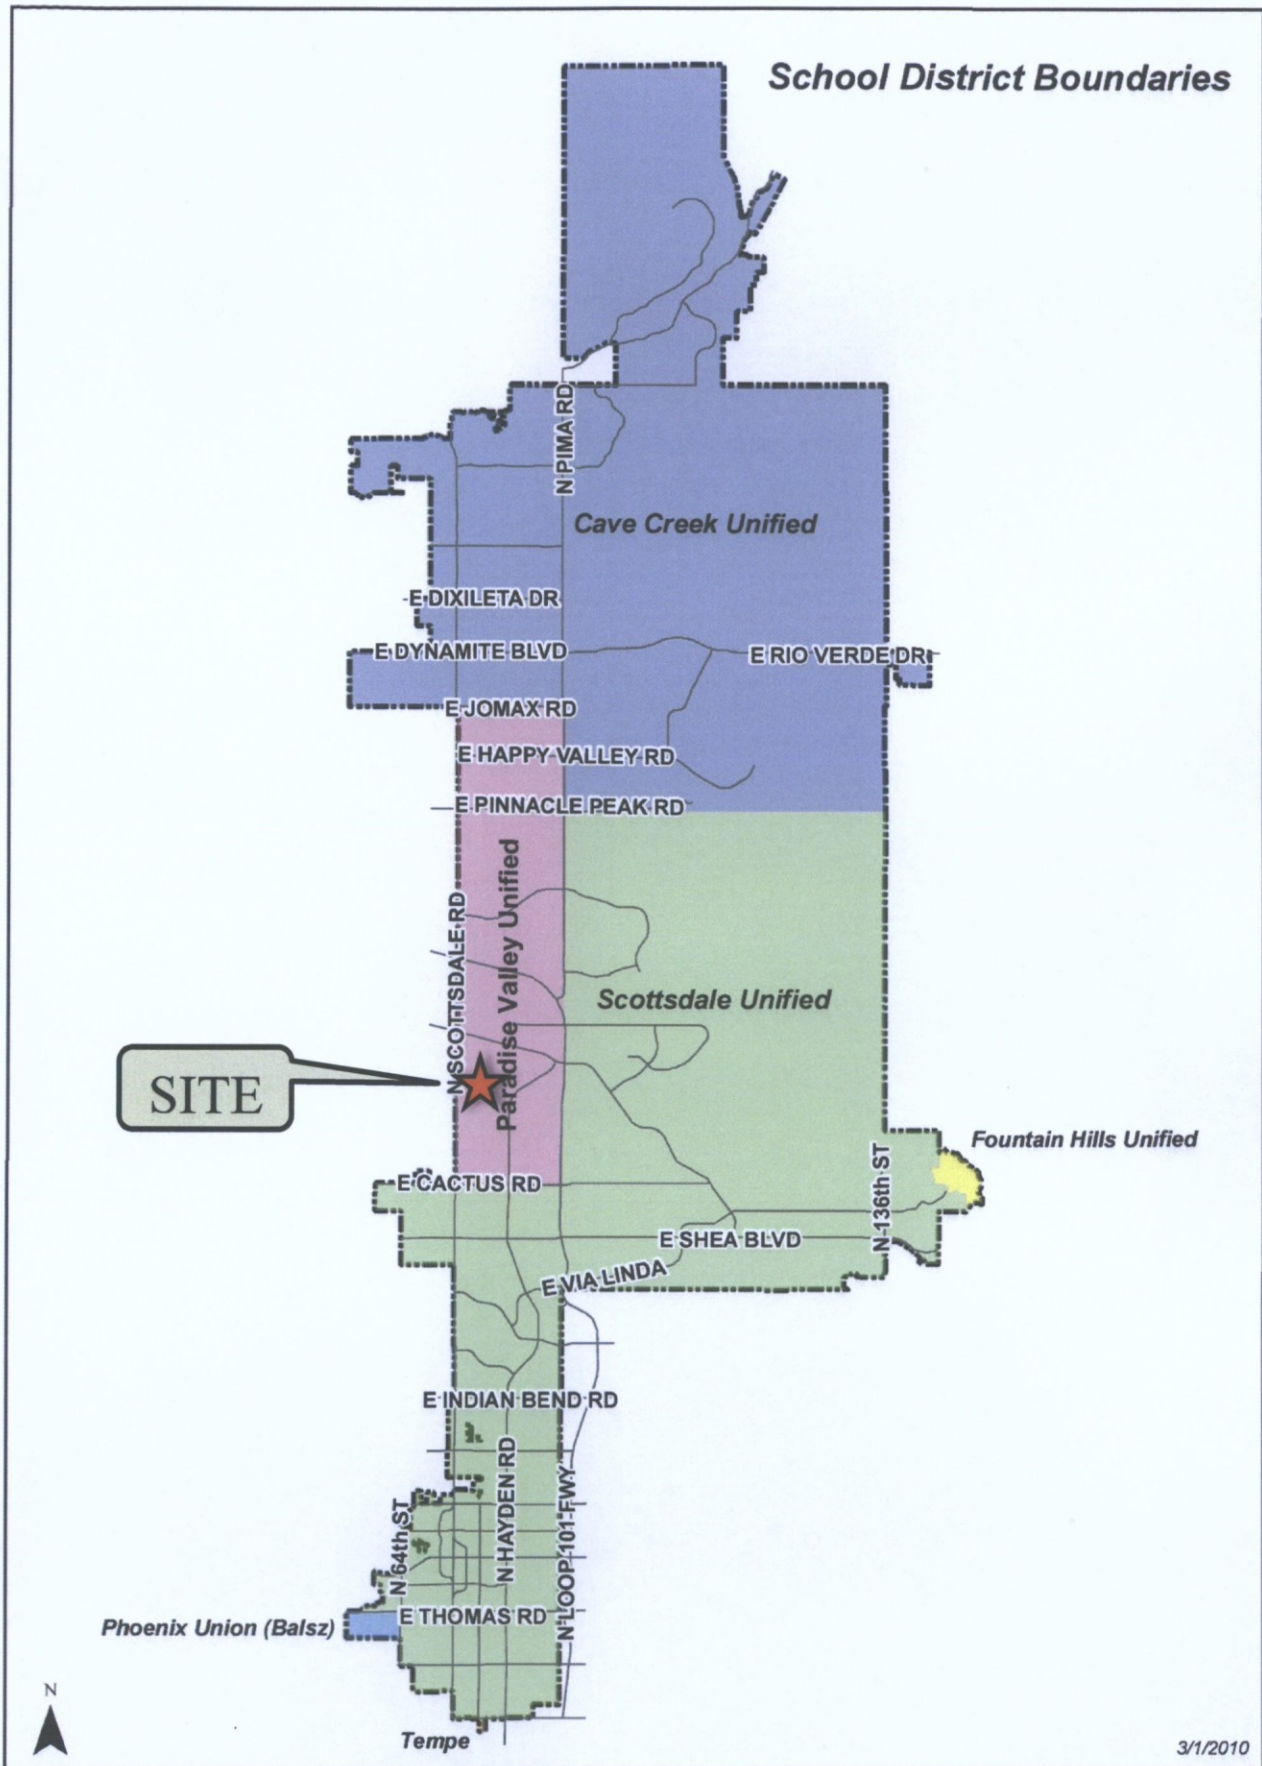 School District Boundaries
N PIMA RD
Cave Creek Unified
E DIXILETA DR
E DYNAMITE BLVD
E RIO VERDE DR
E JOMAX RD
E HAPPY VALLEY RD
E PINNACLE PEAK RD
N SCOTTSDALE RD
Paradise Valley Unified
Scottsdale Unified
SITE
Fountain Hills Unified
N 136th ST
E CACTUS RD
E SHEA BLVD
E VIA LINDA
E INDIAN BEND RD
N HAYDEN RD
N LOOP 101 FWY
N 64th ST
E THOMAS RD
Phoenix Union (Balsz)
N
Tempe
3/1/2010